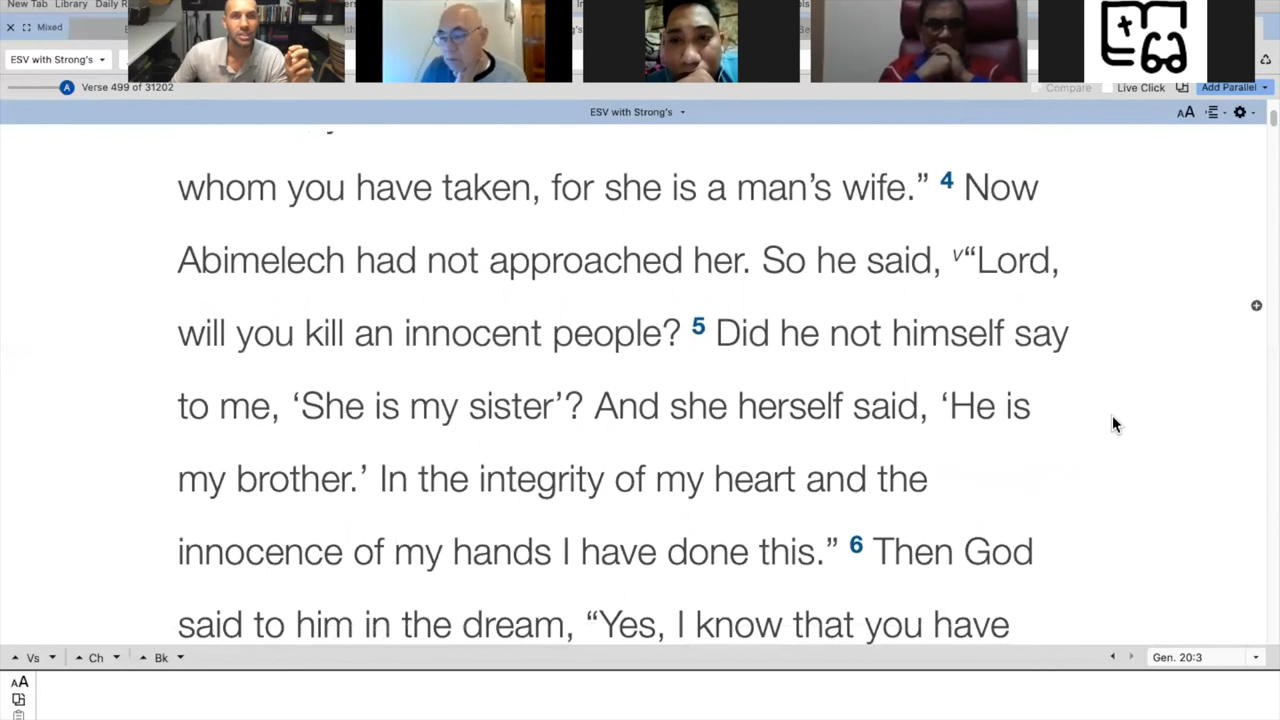 New Tab Library Daily R
Mixed
ESV with Strong's
Verse 499 of 31202
Compare Live Click Add Parallel
ESV with Strong's
AA
whom you have taken, for she is a man’s wife.” 4 Now
Abimelech had not approached her. So he said, v“Lord,
will you kill an innocent people? 5 Did he not himself say
to me, ‘She is my sister’? And she herself said, ‘He is
my brother.’ In the integrity of my heart and the
innocence of my hands I have done this.” 6 Then God
said to him in the dream, “Yes, I know that you have
Vs Ch Bk Gen. 20:3
AA